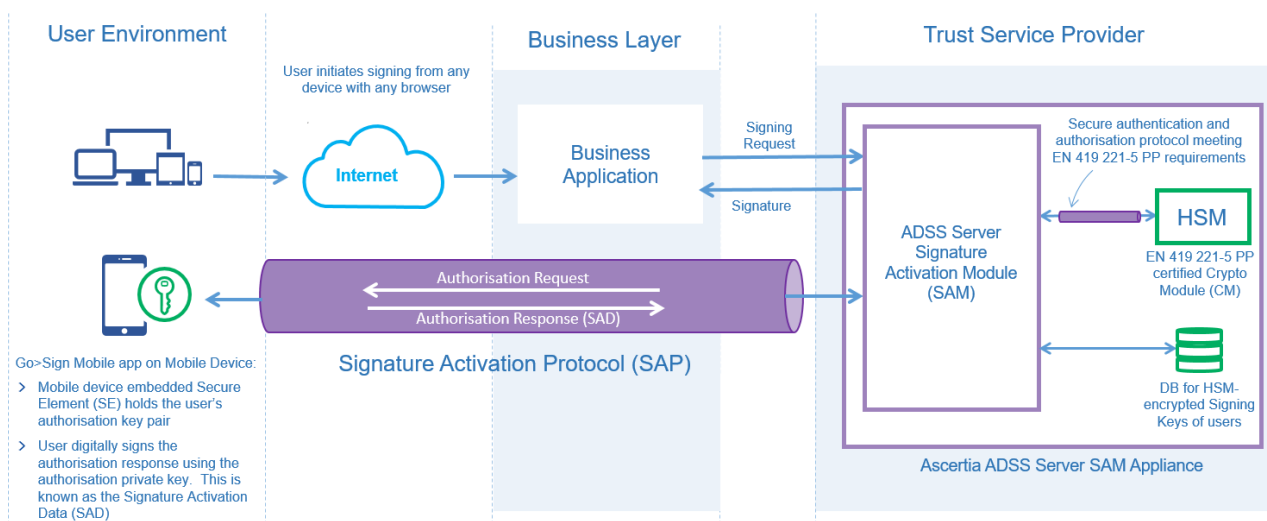 User Environment
Business Layer
Trust Service Provider
User initiates signing from any
device with any browser
Internet
Business
Application
Signing
Request
Signature
Secure authentication and
authorisation protocol meeting
EN 419 221-5 PP requirements
ADSS Server
Signature
Activation Module
(SAM)
HSM
EN 419 221-5 PP
certified Crypto
Module (CM)
Authorisation Request
Authorisation Response (SAD)
Signature Activation Protocol (SAP)
DB for HSM-
encrypted Signing
Keys of users
Ascertia ADSS Server SAM Appliance
Go>Sign Mobile app on Mobile Device:
> Mobile device embedded Secure
Element (SE) holds the user's
authorisation key pair
> User digitally signs the
authorisation response using the
authorisation private key. This is
known as the Signature Activation
Data (SAD)